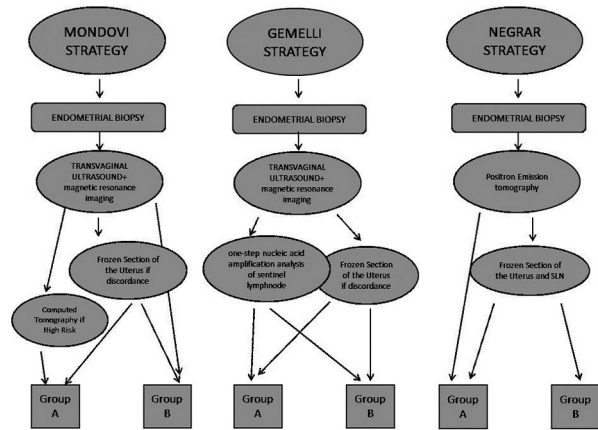 MONDOVI
STRATEGY
GEMELLI
STRATEGY
NEGRAR
STRATEGY
ENDOMETRIAL BIOPSY
ENDOMETRIAL BIOPSY
ENDOMETRIAL BIOPSY
TRANSVAGINAL
ULTRASOUND+
magnetic resonance
imaging
TRANSVAGINAL
ULTRASOUND+
magnetic resonance
imaging
Positron Emission
tomography
Frozen Section of
the Uterus if
discordance
one-step nucleic acid
amplification analysis
of sentinel
lymphnode
Frozen Section
of the Uterus
if discordance
Frozen Section of
the Uterus and SLN
Computed
Tomography if
High Risk
Group
A
Group
B
Group
A
Group
B
Group
A
Group
B